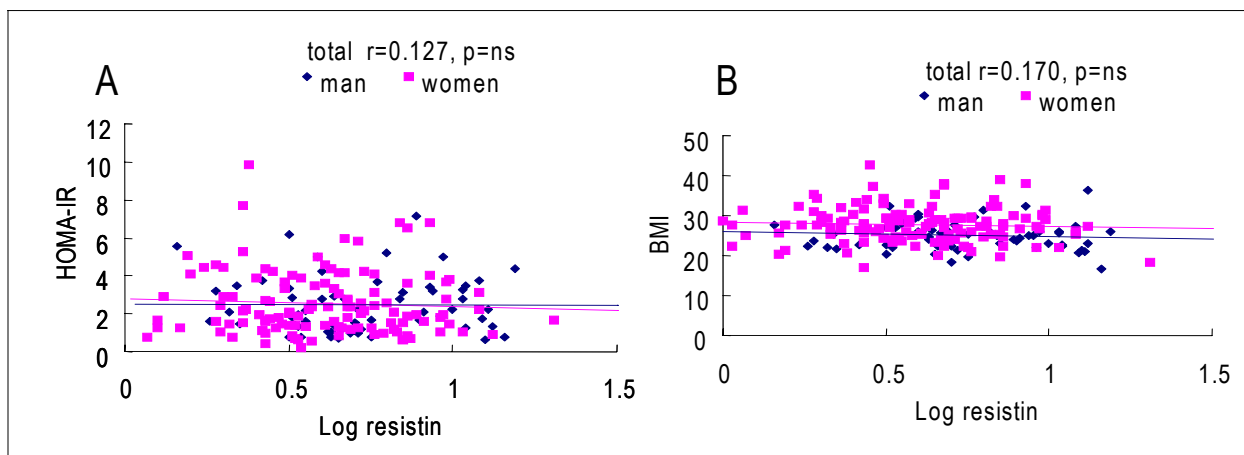 total r=0.127, p=ns
A
man women
12
10
8
6
4
2
0
HOMA-IR
0 0.5 1 1.5
Log resistin
total r=0.170, p=ns
B
man women
50
40
30
20
10
0
BMI
0 0.5 1 1.5
Log resistin